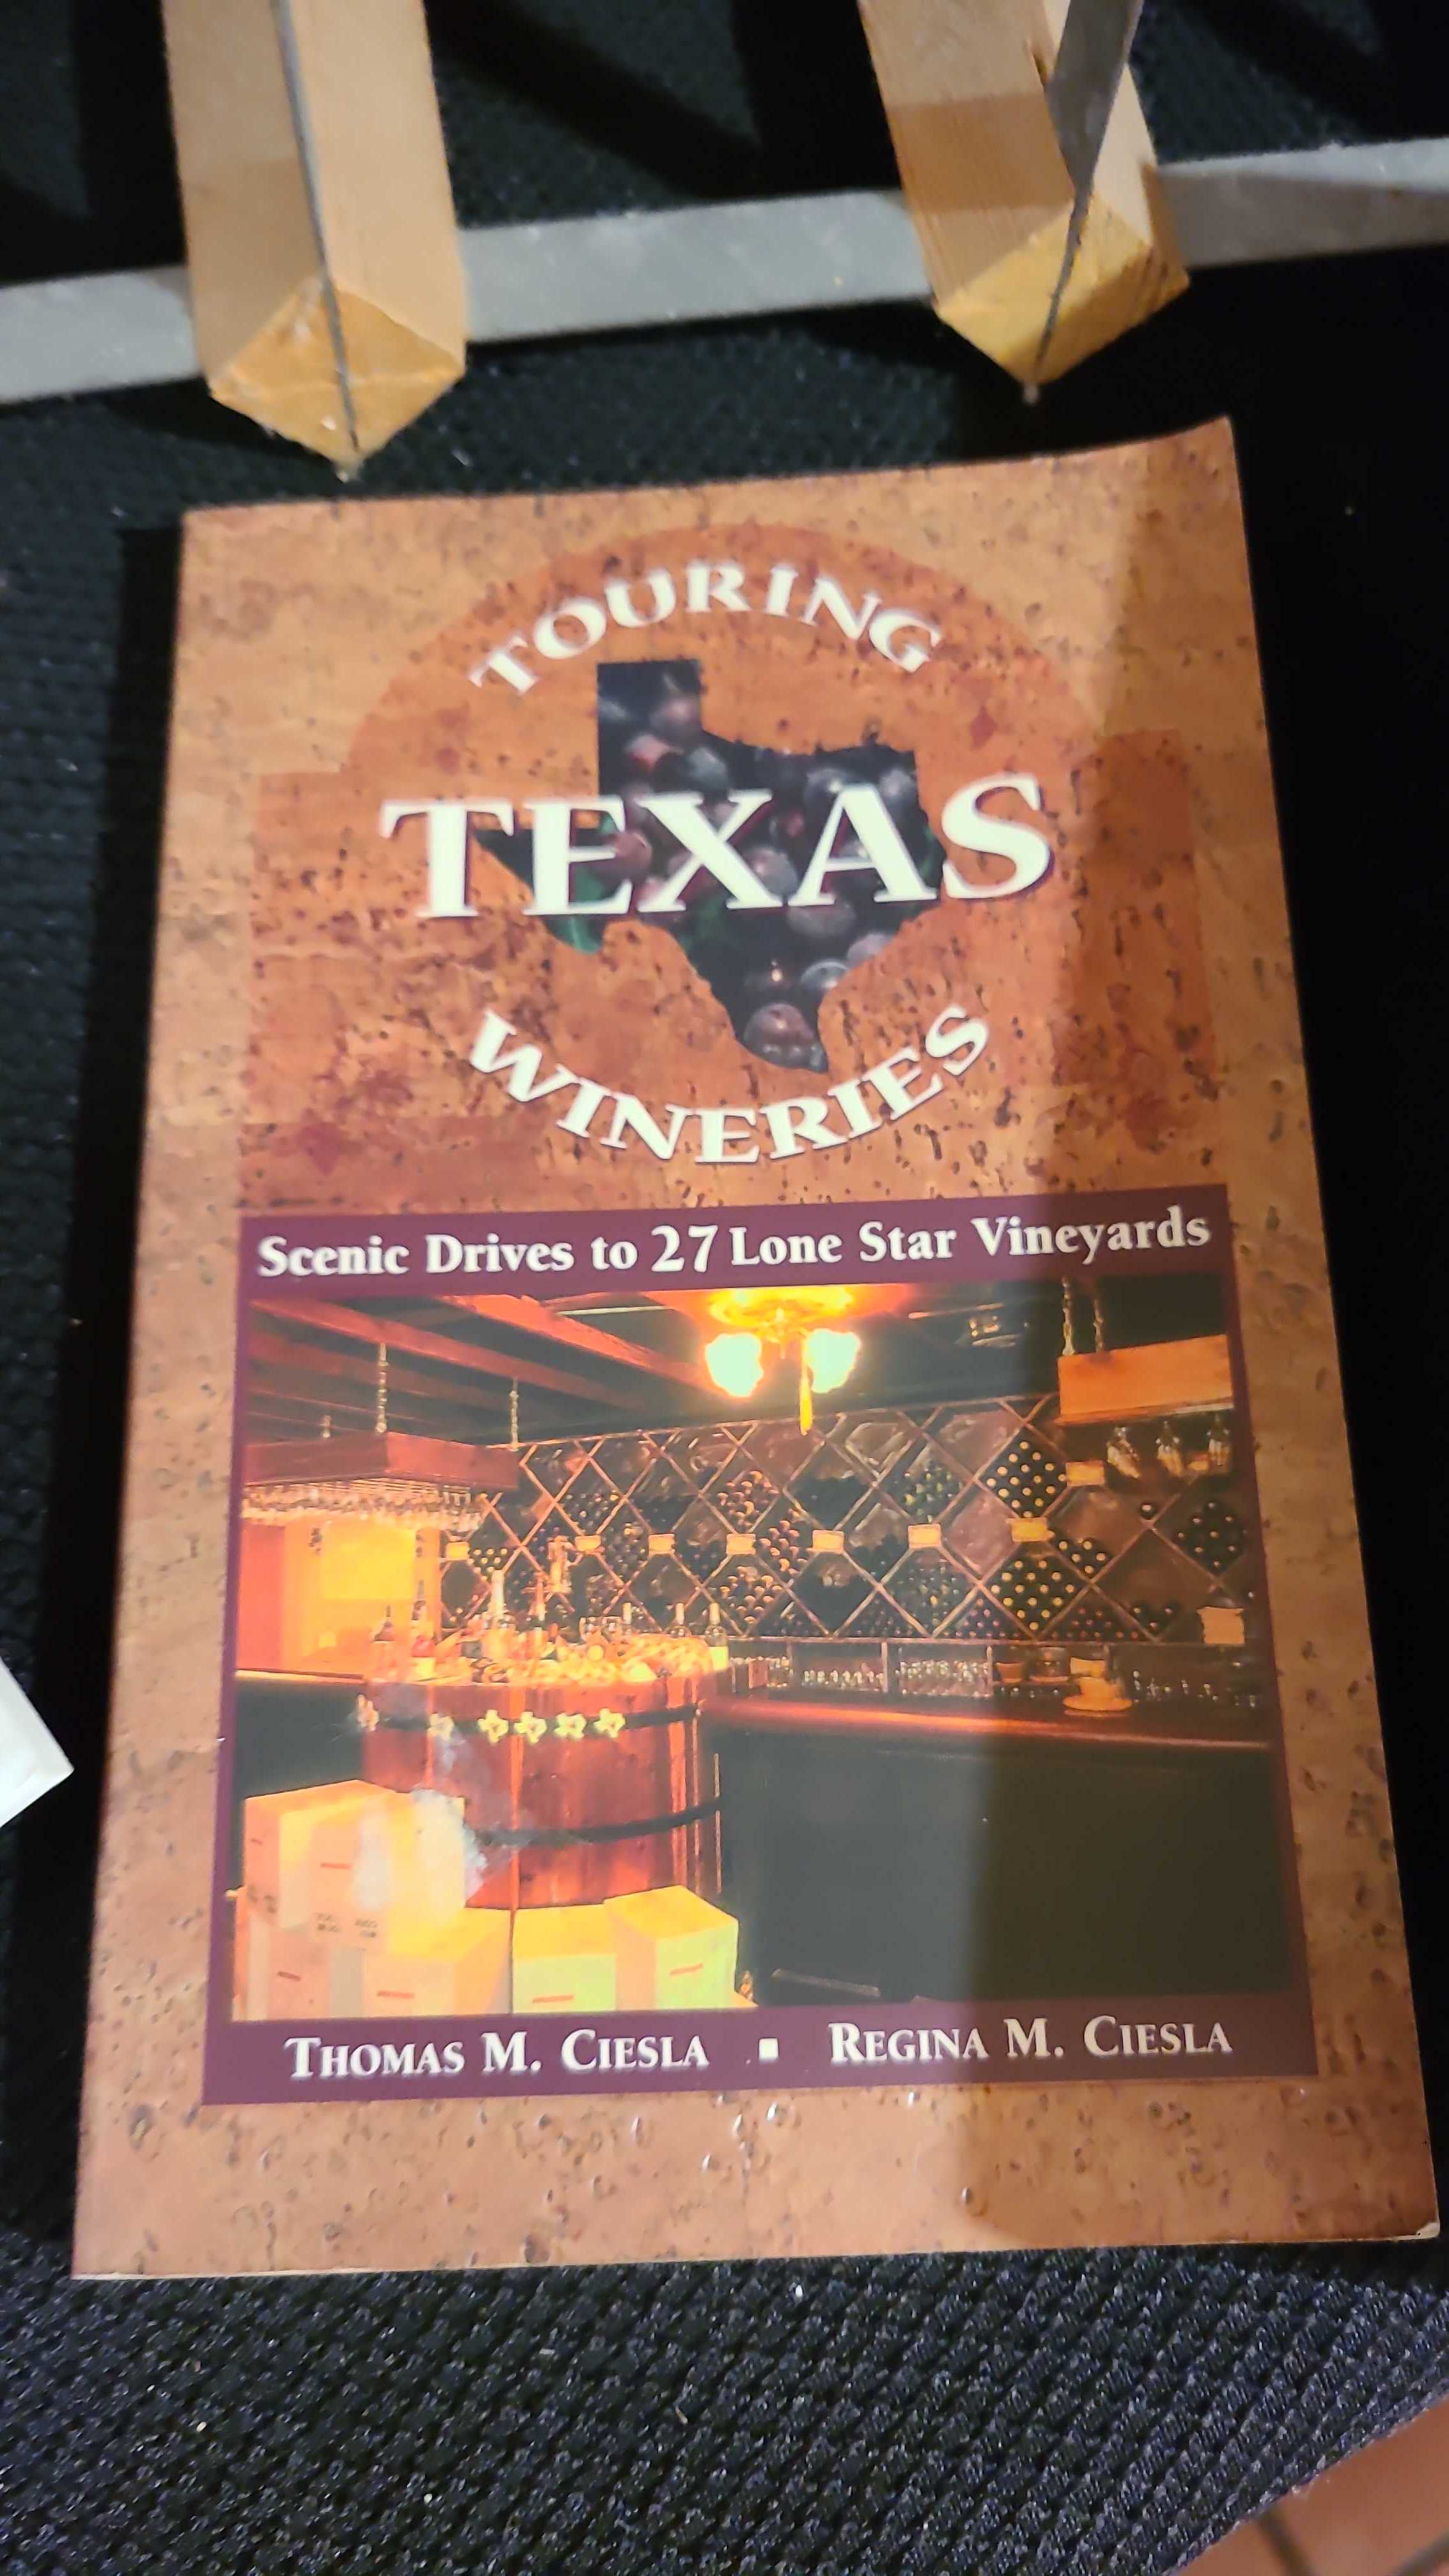 TOURING
TEXAS
WINERIES
Scenic Drives to 27 Lone Star Vineyards
THOMAS M. CIESLA ▪ REGINA M. CIESLA